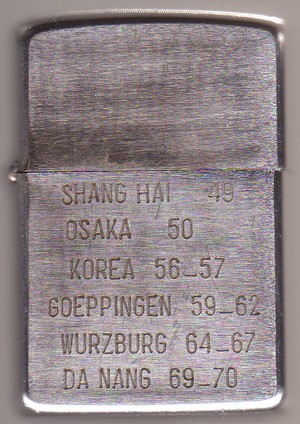 SHANG HAI 49
OSAKA 50
KOREA 56-57
GOEPPINGEN 59-62
WURZBURG 64-67
DA NANG 69-70